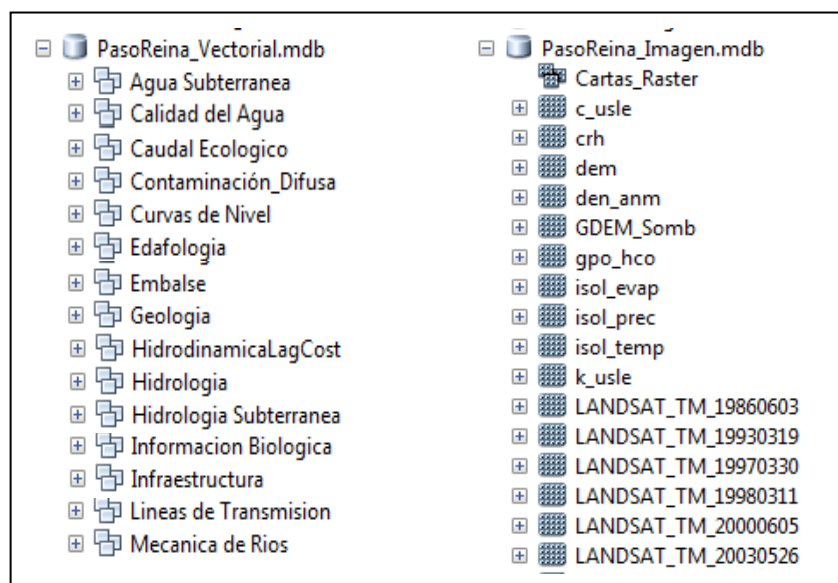 PasoReina_Vectorial.mdb
Agua Subterranea
Calidad del Agua
Caudal Ecologico
Contaminación_Difusa
Curvas de Nivel
Edafologia
Embalse
Geologia
HidrodinamicaLagCost
Hidrologia
Hidrologia Subterranea
Informacion Biologica
Infraestructura
Lineas de Transmision
Mecanica de Rios
PasoReina_Imagen.mdb
Cartas_Raster
c_usle
crh
dem
den_anm
GDEM_Somb
gpo_hco
isol_evap
isol_prec
isol_temp
k_usle
LANDSAT_TM_19860603
LANDSAT_TM_19930319
LANDSAT_TM_19970330
LANDSAT_TM_19980311
LANDSAT_TM_20000605
LANDSAT_TM_20030526